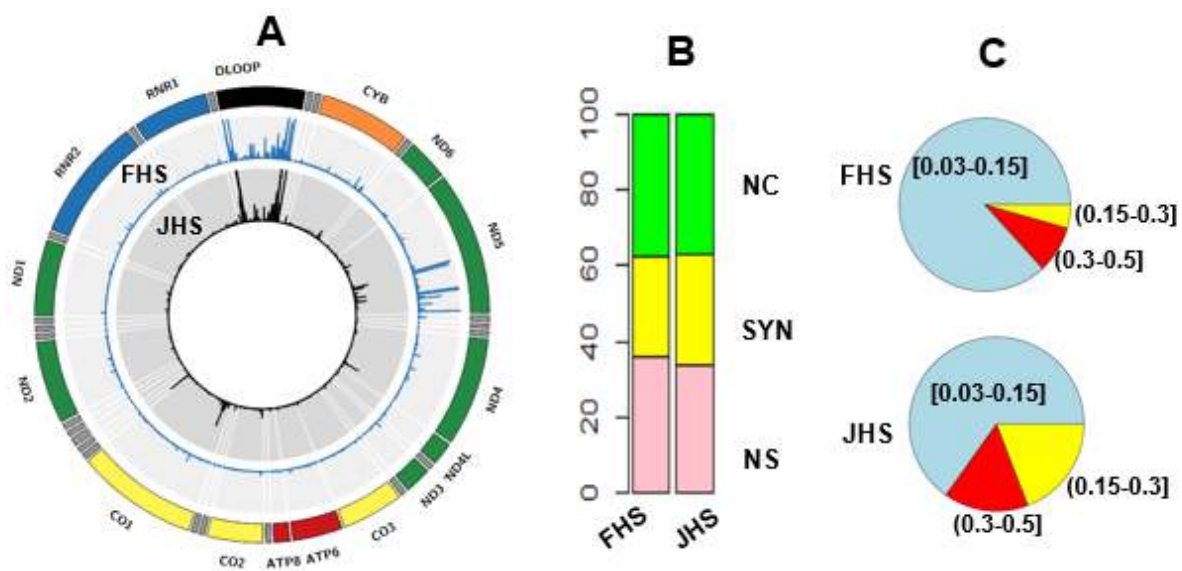 A
DLOOP
RNR1
CYB
RNR2
ND6
FHS
JHS
ND5
ND1
ND2
ND4
ND4L
ND3
CO1
CO3
CO2
ATP8
ATP6
B
100
80
60
40
20
0
NC
SYN
NS
FHS
JHS
C
FHS
[0.03-0.15]
(0.15-0.3]
(0.3-0.5]
JHS
[0.03-0.15]
(0.15-0.3]
(0.3-0.5]